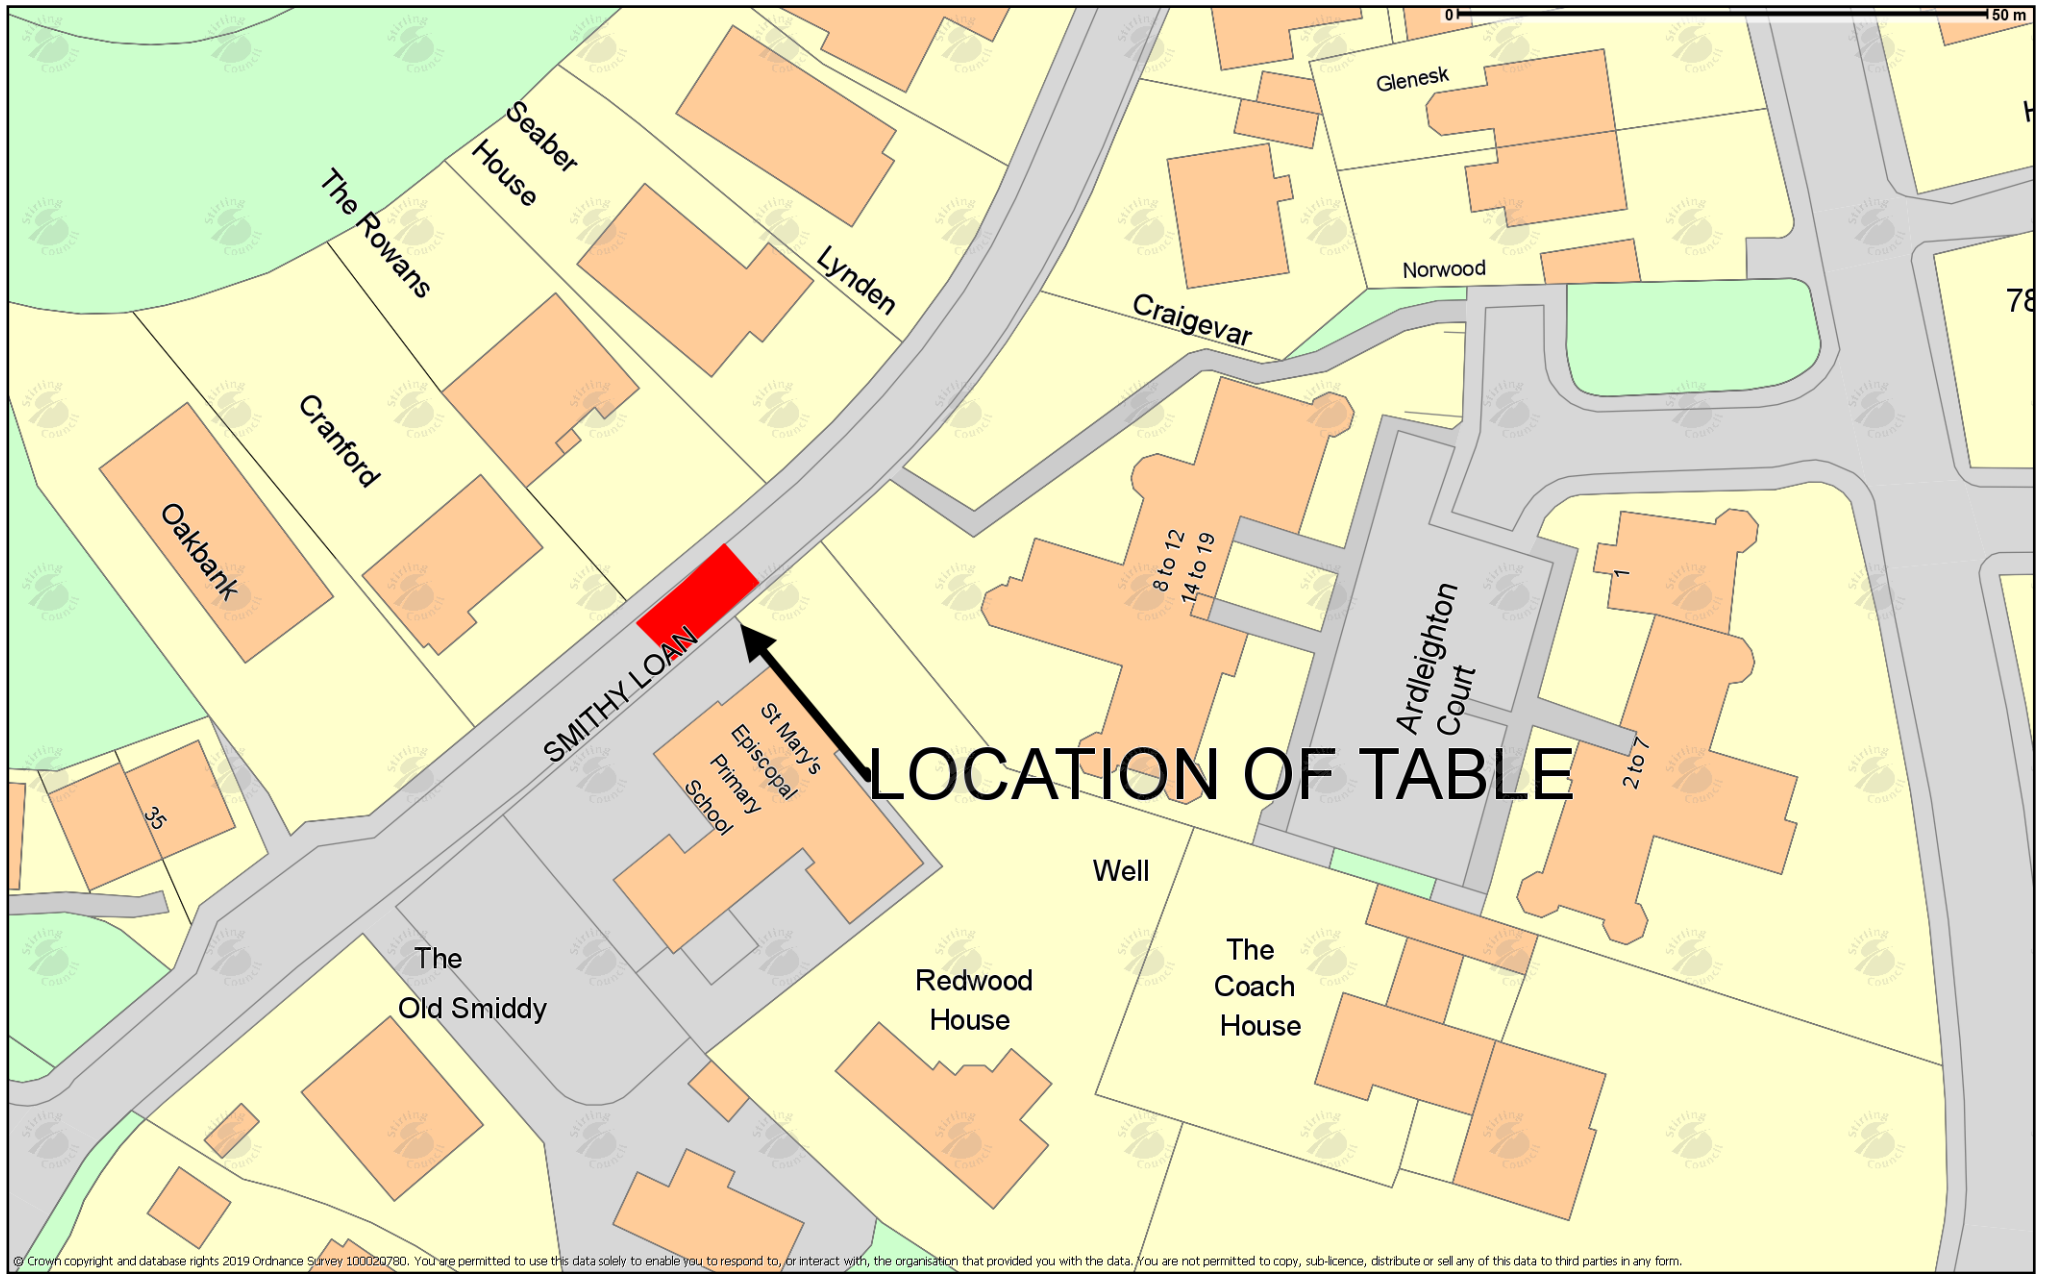 0 50 m
Glenesk
H
Seaber
House
The Rowans
Lynden
Norwood
Craigevar
78
Cranford
Oakbank
8 to 12
14 to 19
1
Ardleighton
Court
SMITHY LOAN
St Mary's
Episcopal
Primary
School
LOCATION OF TABLE
2 to 7
35
Well
The
Old Smiddy
Redwood
House
The
Coach
House
© Crown copyright and database rights 2019 Ordnance Survey 100020780. You are permitted to use this data solely to enable you to respond to, or interact with, the organisation that provided you with the data. You are not permitted to copy, sub-licence, distribute or sell any of this data to third parties in any form.
Stirling
Council